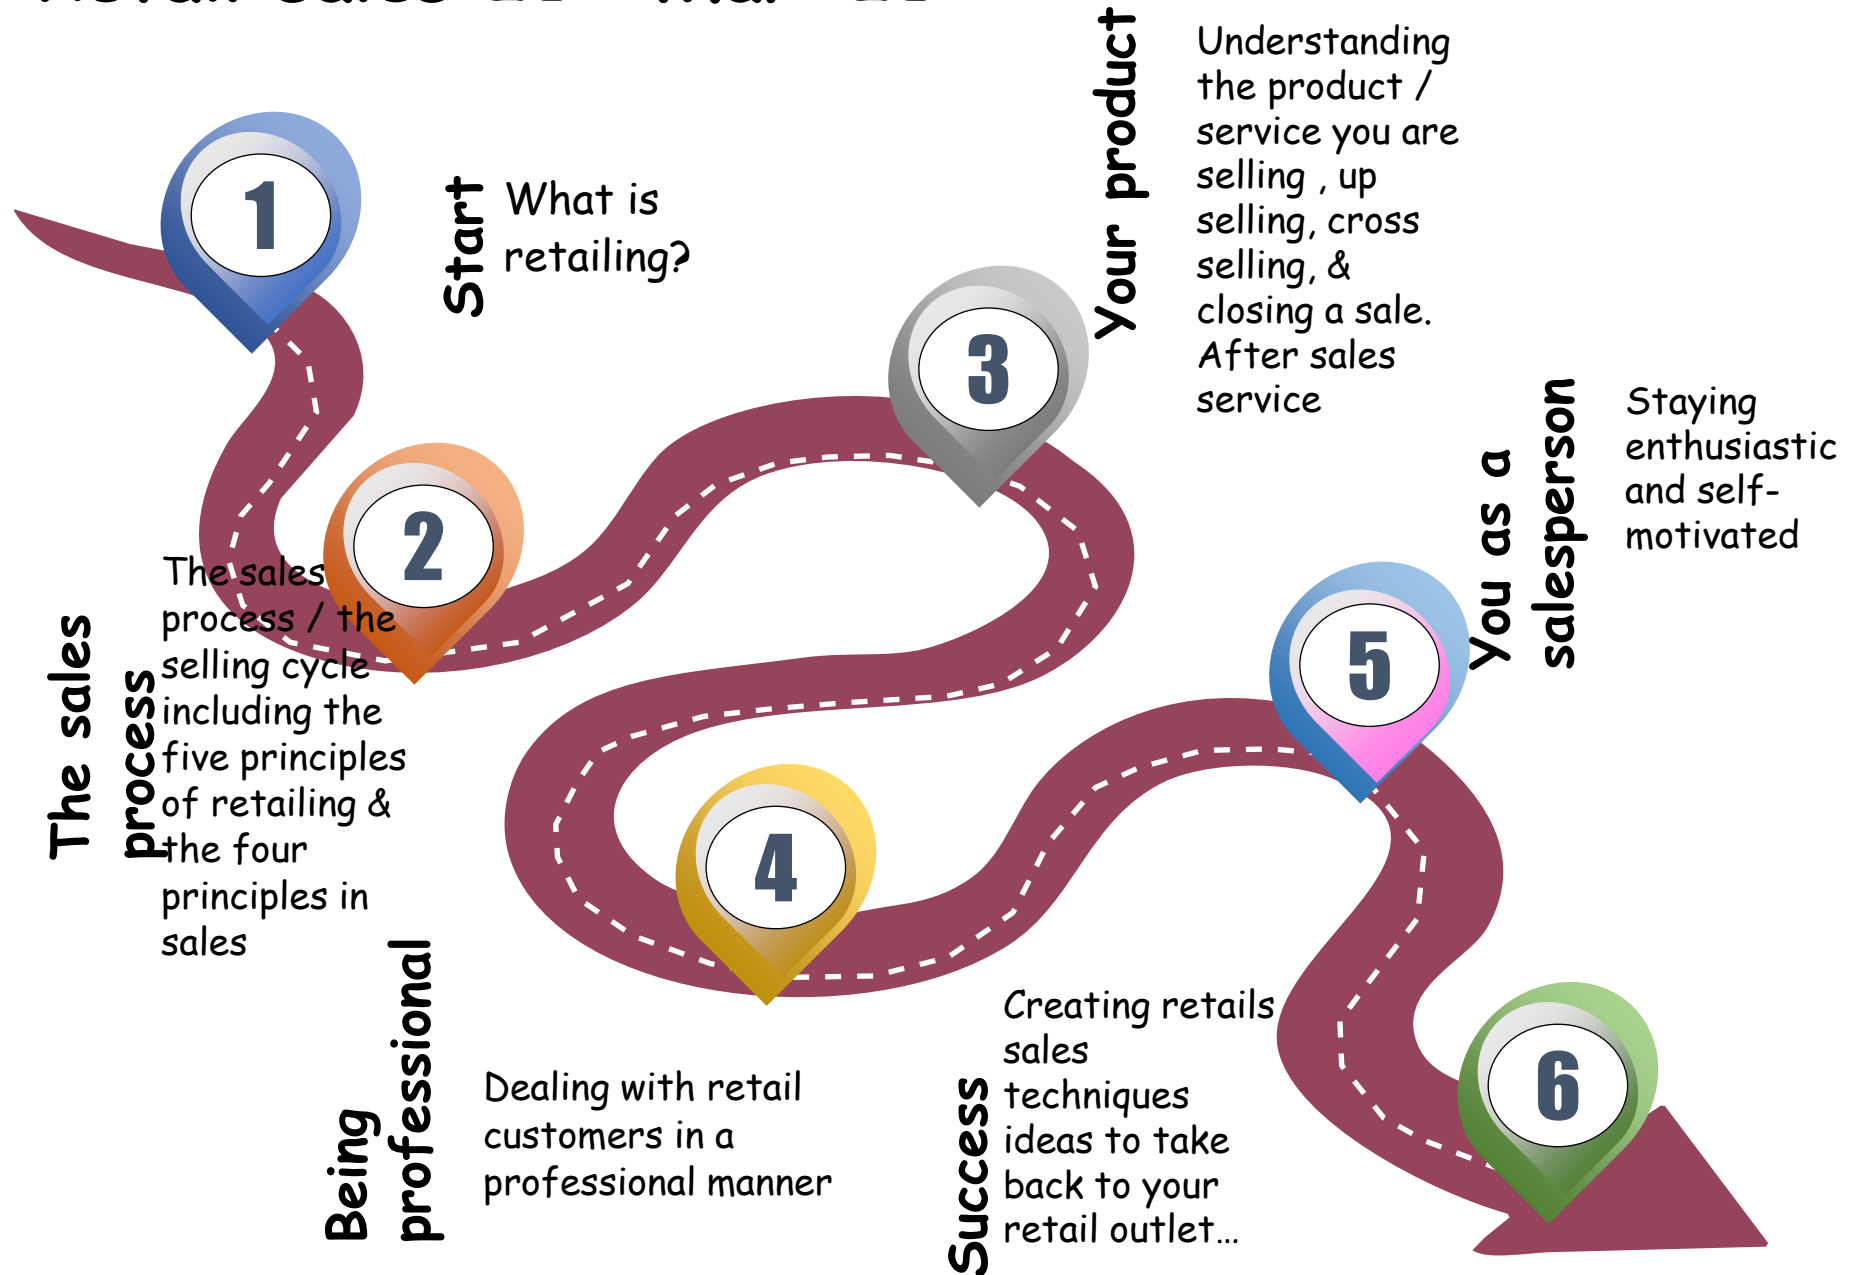 1
Start
What is
retailing?
2
The sales
process
The sales
process / the
selling cycle
including the
five principles
of retailing &
the four
principles in
sales
3
Your product
Understanding
the product /
service you are
selling , up
selling, cross
selling, &
closing a sale.
After sales
service
4
Being
professional
Dealing with retail
customers in a
professional manner
5
You as a
salesperson
Staying
enthusiastic
and self-
motivated
6
Success
Creating retails
sales
techniques
ideas to take
back to your
retail outlet…